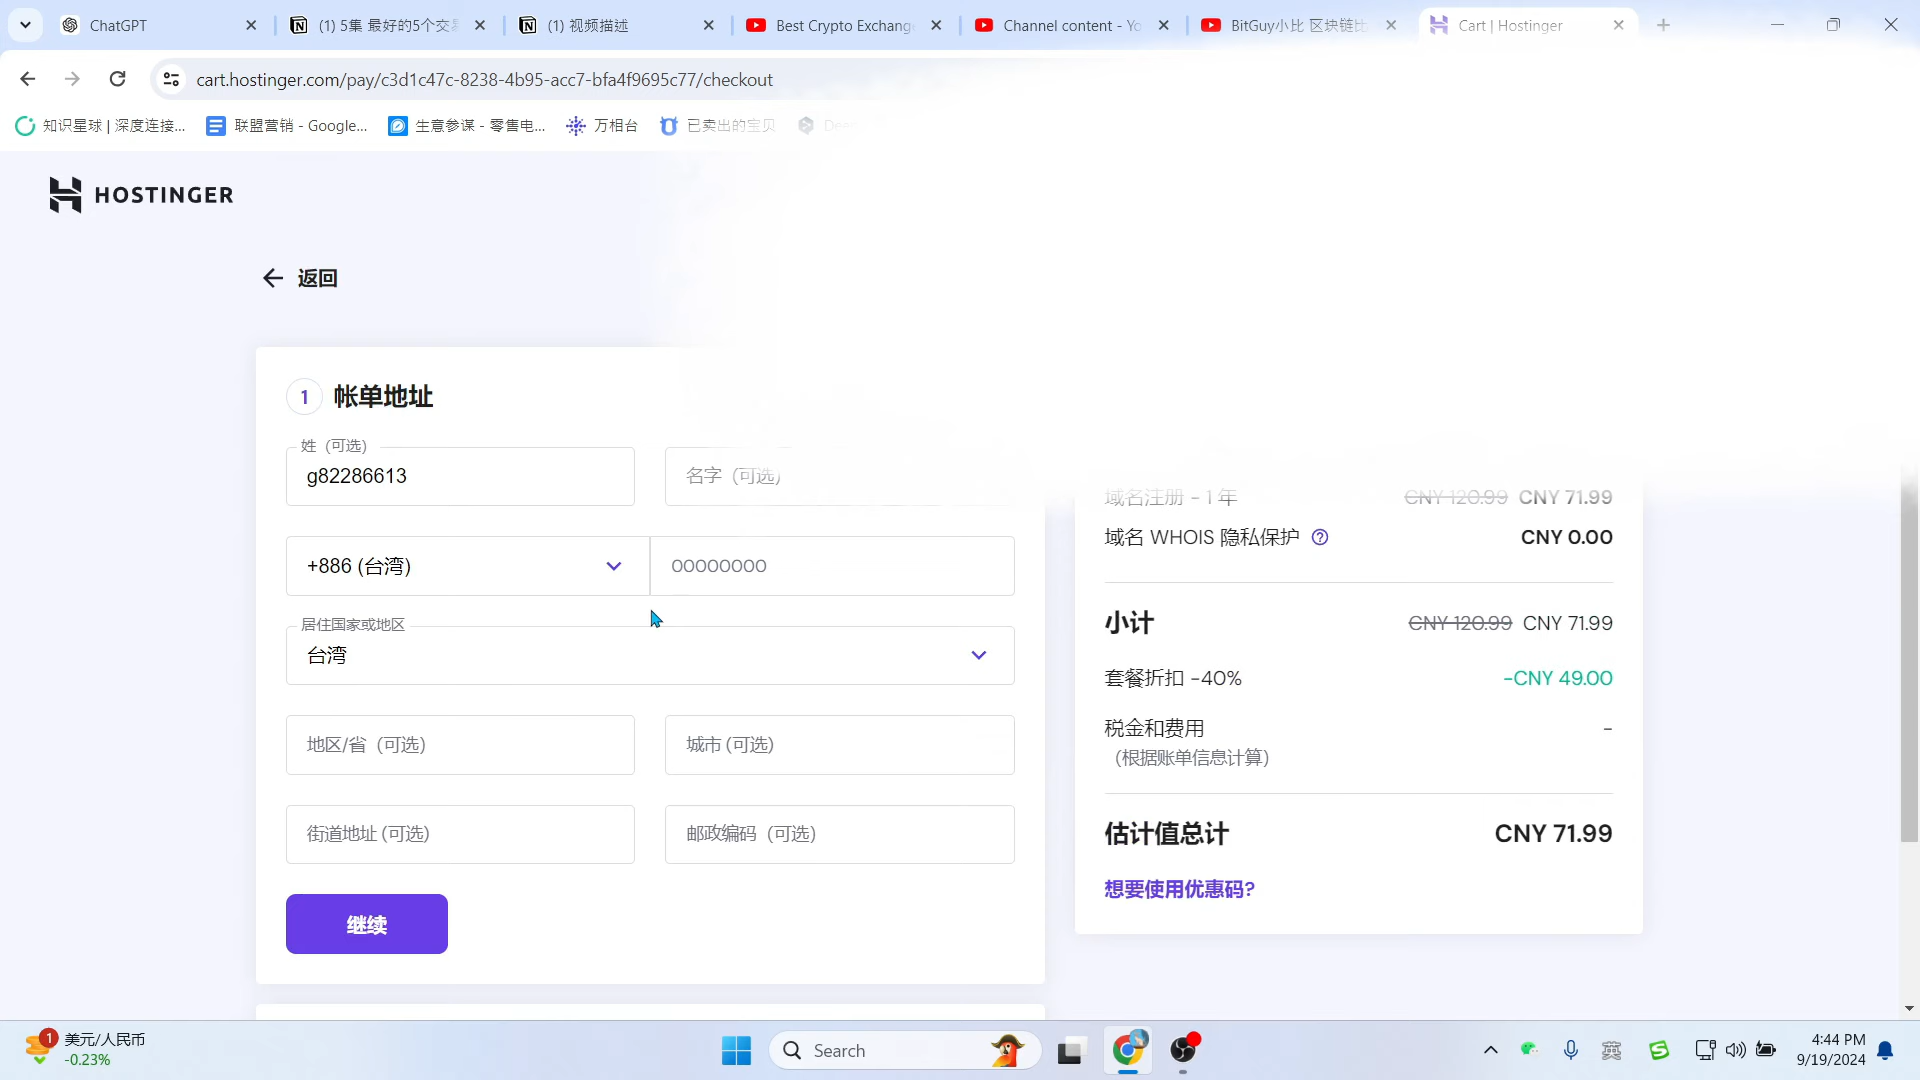 ChatGPT
(1) 5集 最好的5个交
(1) 视频描述
Best Crypto Exchang
Channel content - Yo
BitGuy小比 区块链比
Cart | Hostinger
cart.hostinger.com/pay/c3d1c47c-8238-4b95-acc7-bfa4f9695c77/checkout
知识星球 | 深度连接...
联盟营销 - Google...
生意参谋 - 零售电...
万相台
已卖出的宝贝
HOSTINGER
返回
1 帐单地址
姓 (可选)
g82286613
名字 (可选)
+886 (台湾)
00000000
居住国家或地区
台湾
地区/省 (可选)
城市 (可选)
街道地址 (可选)
邮政编码 (可选)
继续
域名注册 - 1 年 CNY 120.99 CNY 71.99
域名 WHOIS 隐私保护 CNY 0.00
小计 CNY 120.99 CNY 71.99
套餐折扣 -40% -CNY 49.00
税金和费用 -
(根据账单信息计算)
估计值总计 CNY 71.99
想要使用优惠码?
1
美元/人民币
-0.23%
Search
英
4:44 PM
9/19/2024